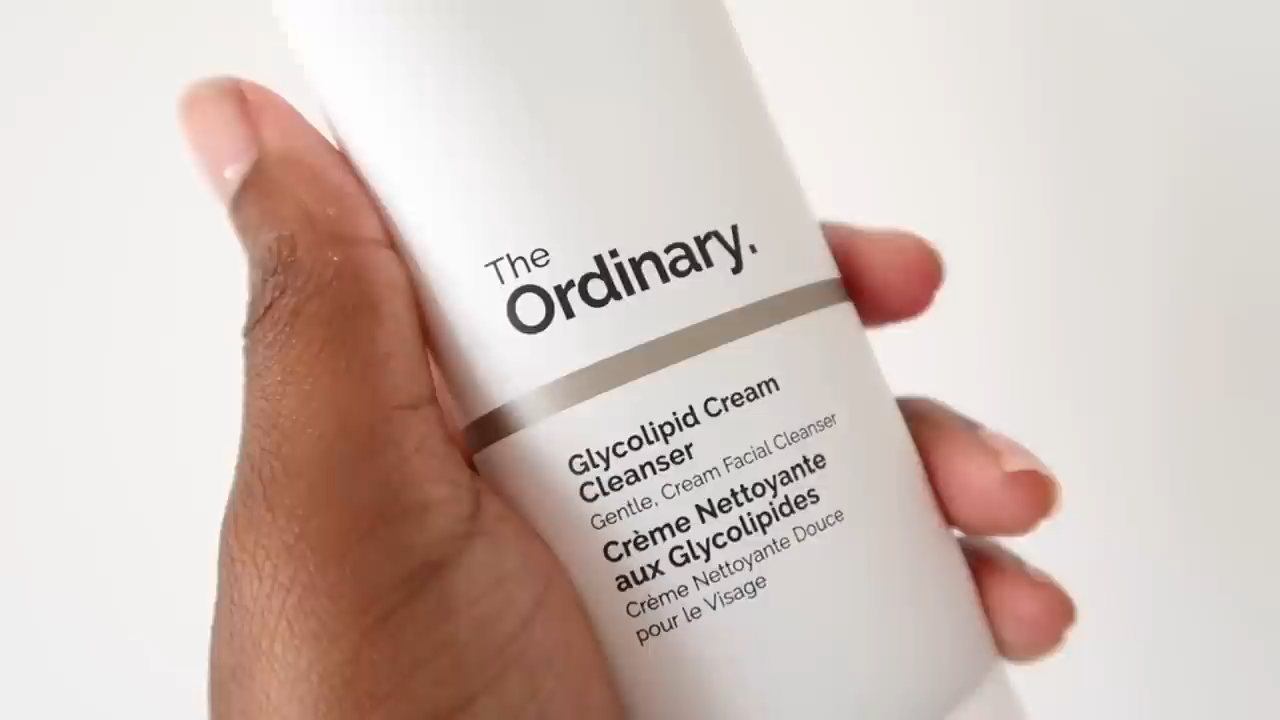 The
Ordinary.
Glycolipid Cream
Cleanser
Gentle, Cream Facial Cleanser
Crème Nettoyante
aux Glycolipides
Crème Nettoyante Douce
pour le Visage